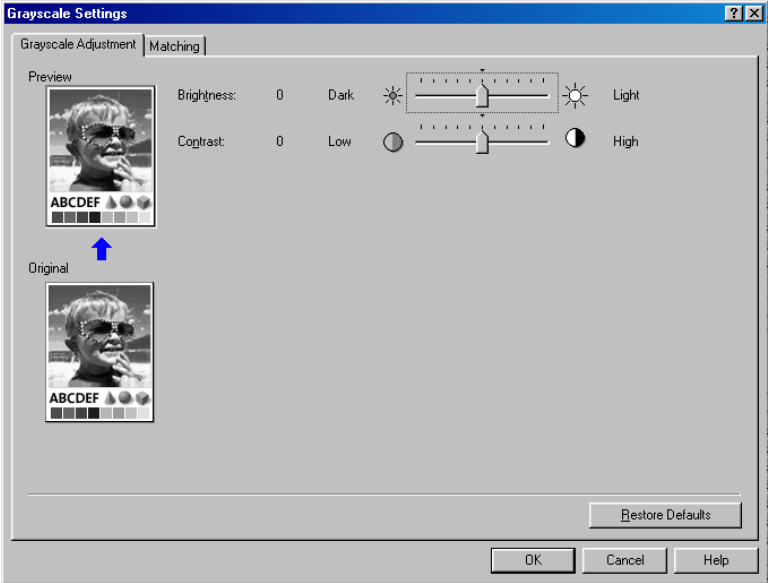 Grayscale Settings
Grayscale Adjustment Matching
Preview
Brightness: 0 Dark Light
Contrast: 0 Low High
ABCDEF
Original
ABCDEF
Restore Defaults
OK Cancel Help